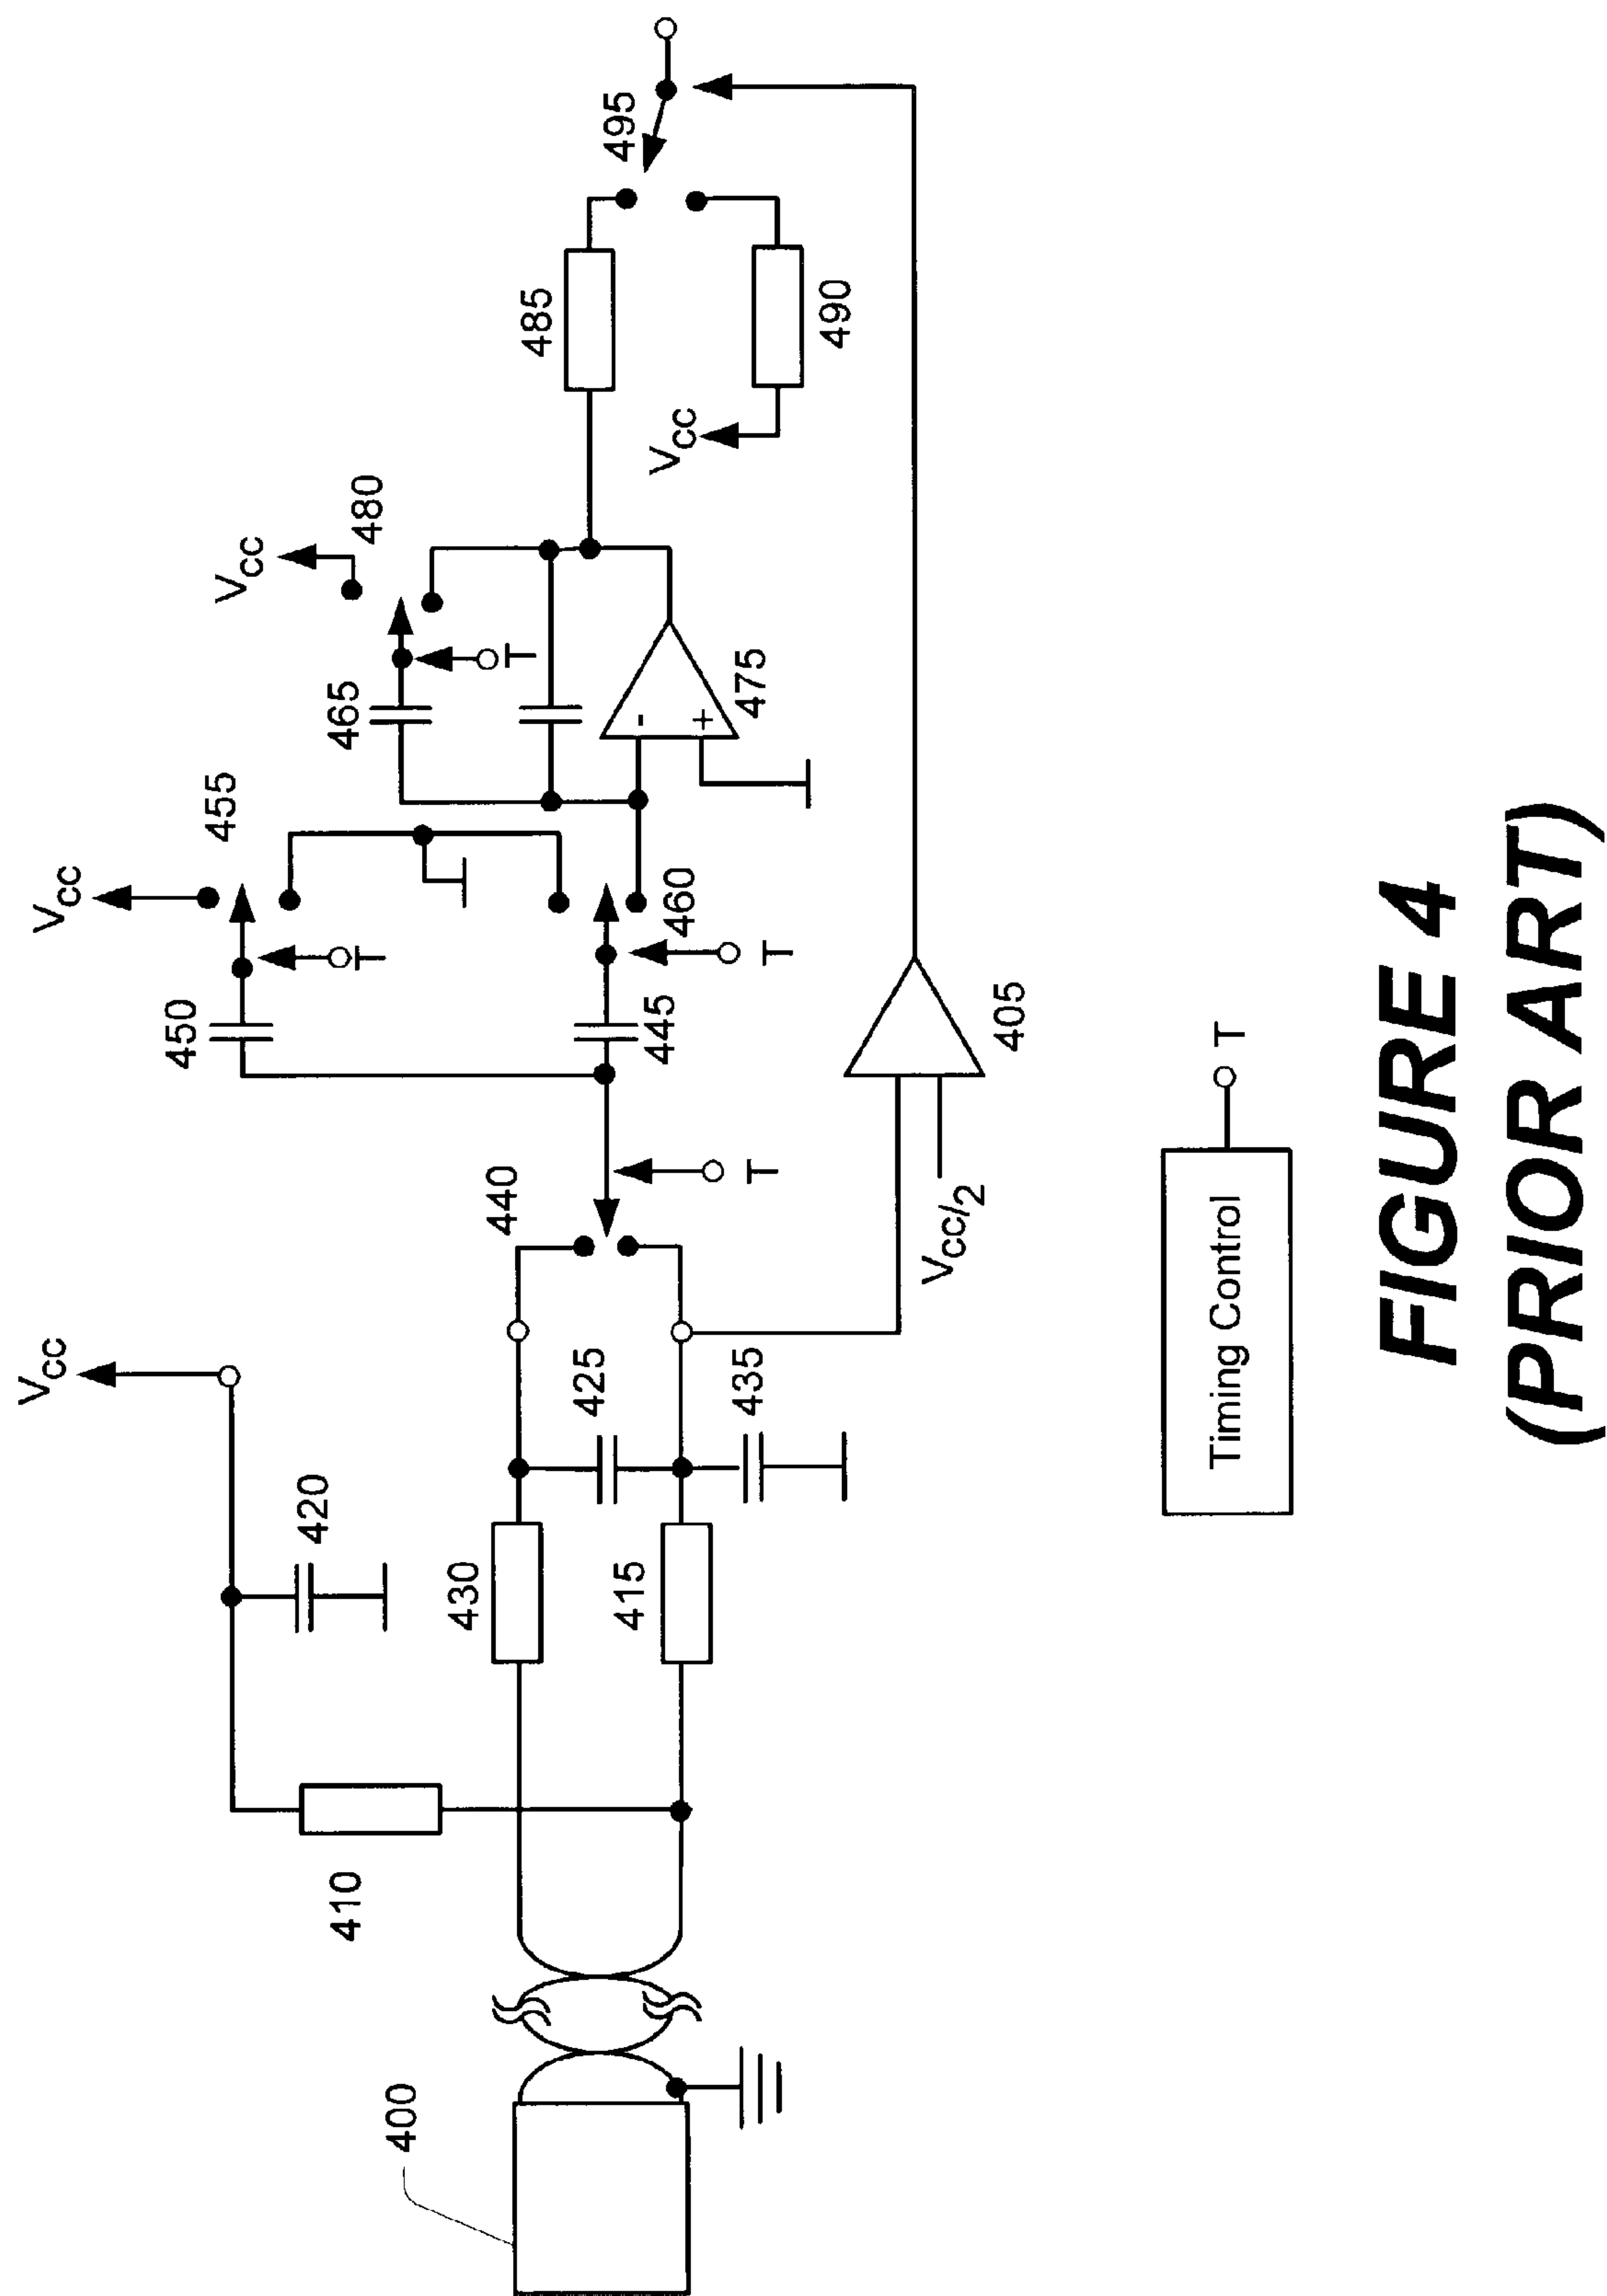 400
410
VCC
420
430
415
425
435
440
T
450
445
VCC
455
T
460
T
465
VCC
480
T
-
+
475
485
495
VCC
490
VCC/2
405
Timing Control
T
FIGURE 4
(PRIOR ART)